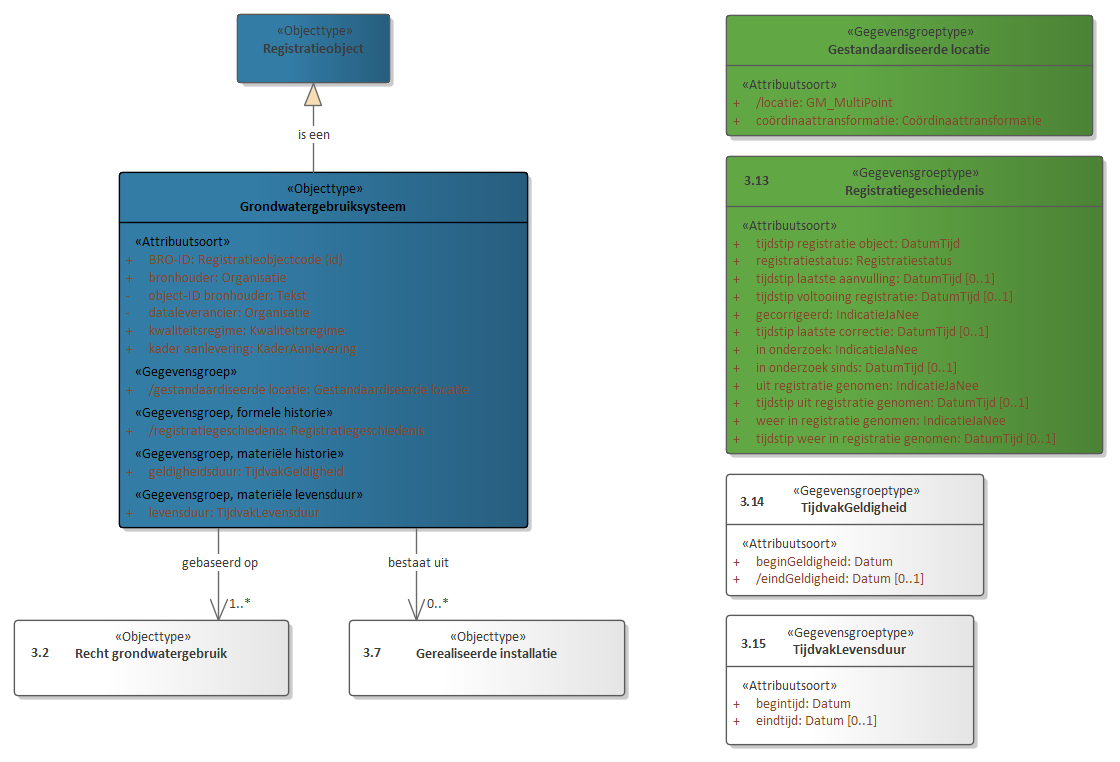 «Objecttype»
Registratieobject
is een
«Objecttype»
Grondwatergebruiksysteem
«Attribuutsoort»
+ BRO-ID: Registratieobjectcode [id]
+ bronhouder: Organisatie
- object-ID bronhouder: Tekst
- dataleverancier: Organisatie
+ kwaliteitsregime: Kwaliteitsregime
+ kader aanlevering: KaderAanlevering
«Gegevensgroep»
+ /gestandaardiseerde locatie: Gestandaardiseerde locatie
«Gegevensgroep, formele historie»
+ /registratiegeschiedenis: Registratiegeschiedenis
«Gegevensgroep, materiële historie»
+ geldigheidsduur: TijdvakGeldigheid
«Gegevensgroep, materiële levensduur»
+ levensduur: TijdvakLevensduur
gebaseerd op
1..*
bestaat uit
0..*
«Objecttype»
3.2 Recht grondwatergebruik
«Objecttype»
3.7 Gerealiseerde installatie
«Gegevensgroeptype»
Gestandaardiseerde locatie
«Attribuutsoort»
+ /locatie: GM_MultiPoint
+ coördinaattransformatie: Coördinaattransformatie
«Gegevensgroeptype»
3.13 Registratiegeschiedenis
«Attribuutsoort»
+ tijdstip registratie object: DatumTijd
+ registratiestatus: Registratiestatus
+ tijdstip laatste aanvulling: DatumTijd [0..1]
+ tijdstip voltooiing registratie: DatumTijd [0..1]
+ gecorrigeerd: IndicatieJaNee
+ tijdstip laatste correctie: DatumTijd [0..1]
+ in onderzoek: IndicatieJaNee
+ in onderzoek sinds: DatumTijd [0..1]
+ uit registratie genomen: IndicatieJaNee
+ tijdstip uit registratie genomen: DatumTijd [0..1]
+ weer in registratie genomen: IndicatieJaNee
+ tijdstip weer in registratie genomen: DatumTijd [0..1]
«Gegevensgroeptype»
3.14 TijdvakGeldigheid
«Attribuutsoort»
+ beginGeldigheid: Datum
+ /eindGeldigheid: Datum [0..1]
«Gegevensgroeptype»
3.15 TijdvakLevensduur
«Attribuutsoort»
+ begintijd: Datum
+ eindtijd: Datum [0..1]